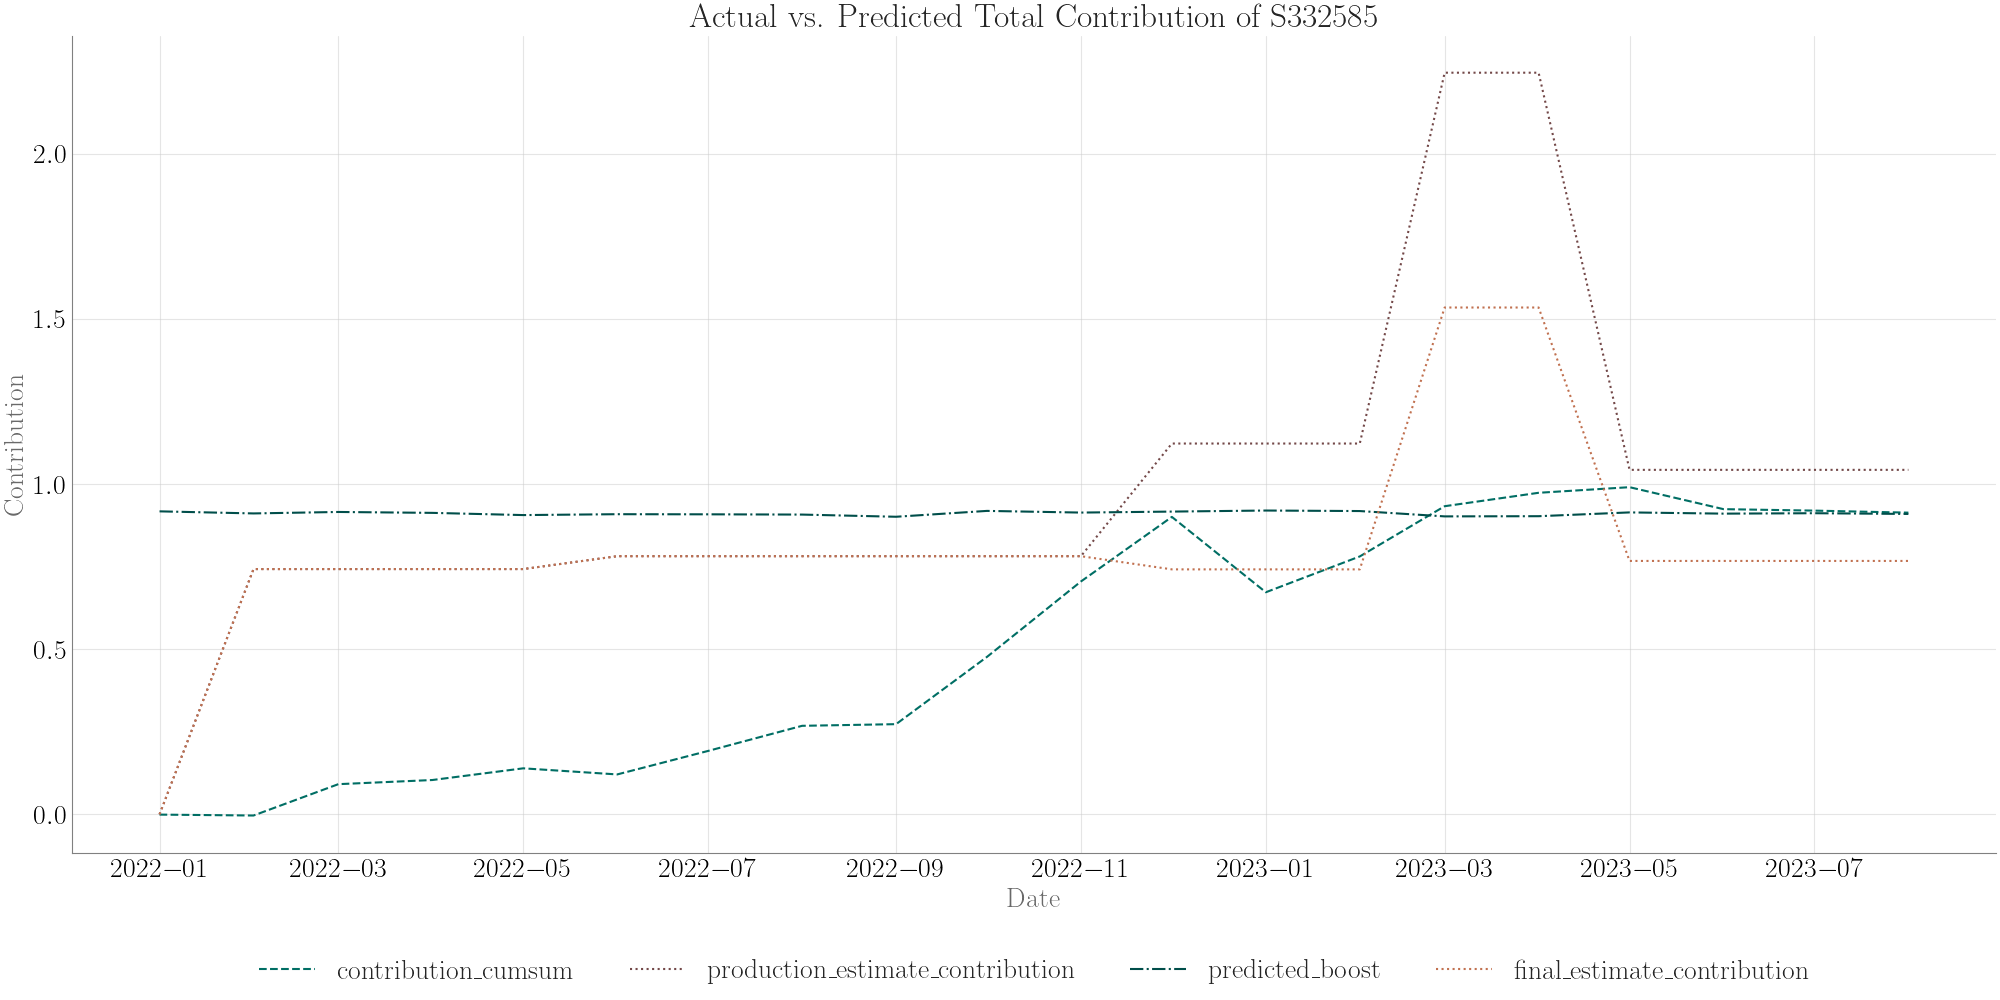 Actual vs. Predicted Total Contribution of S332585
Contribution
2.0
1.5
1.0
0.5
0.0
2022−01 2022−03 2022−05 2022−07 2022−09 2022−11 2023−01 2023−03 2023−05 2023−07
Date
contribution_cumsum production_estimate_contribution predicted_boost final_estimate_contribution